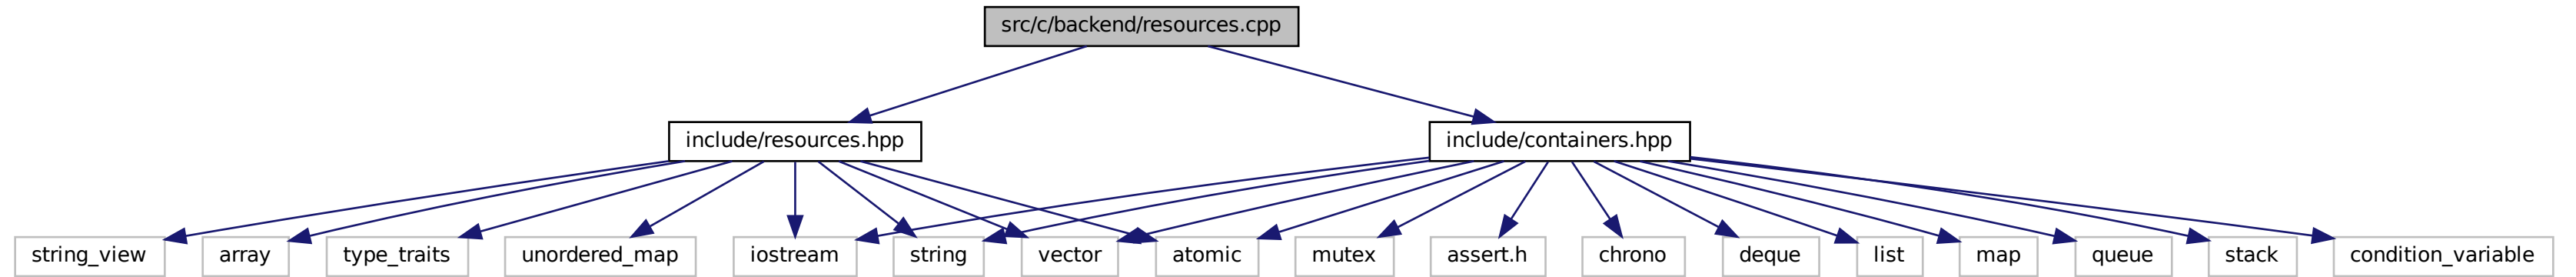 src/c/backend/resources.cpp
include/resources.hpp
include/containers.hpp
string_view
array
type_traits
unordered_map
iostream
string
vector
atomic
mutex
assert.h
chrono
deque
list
map
queue
stack
condition_variable